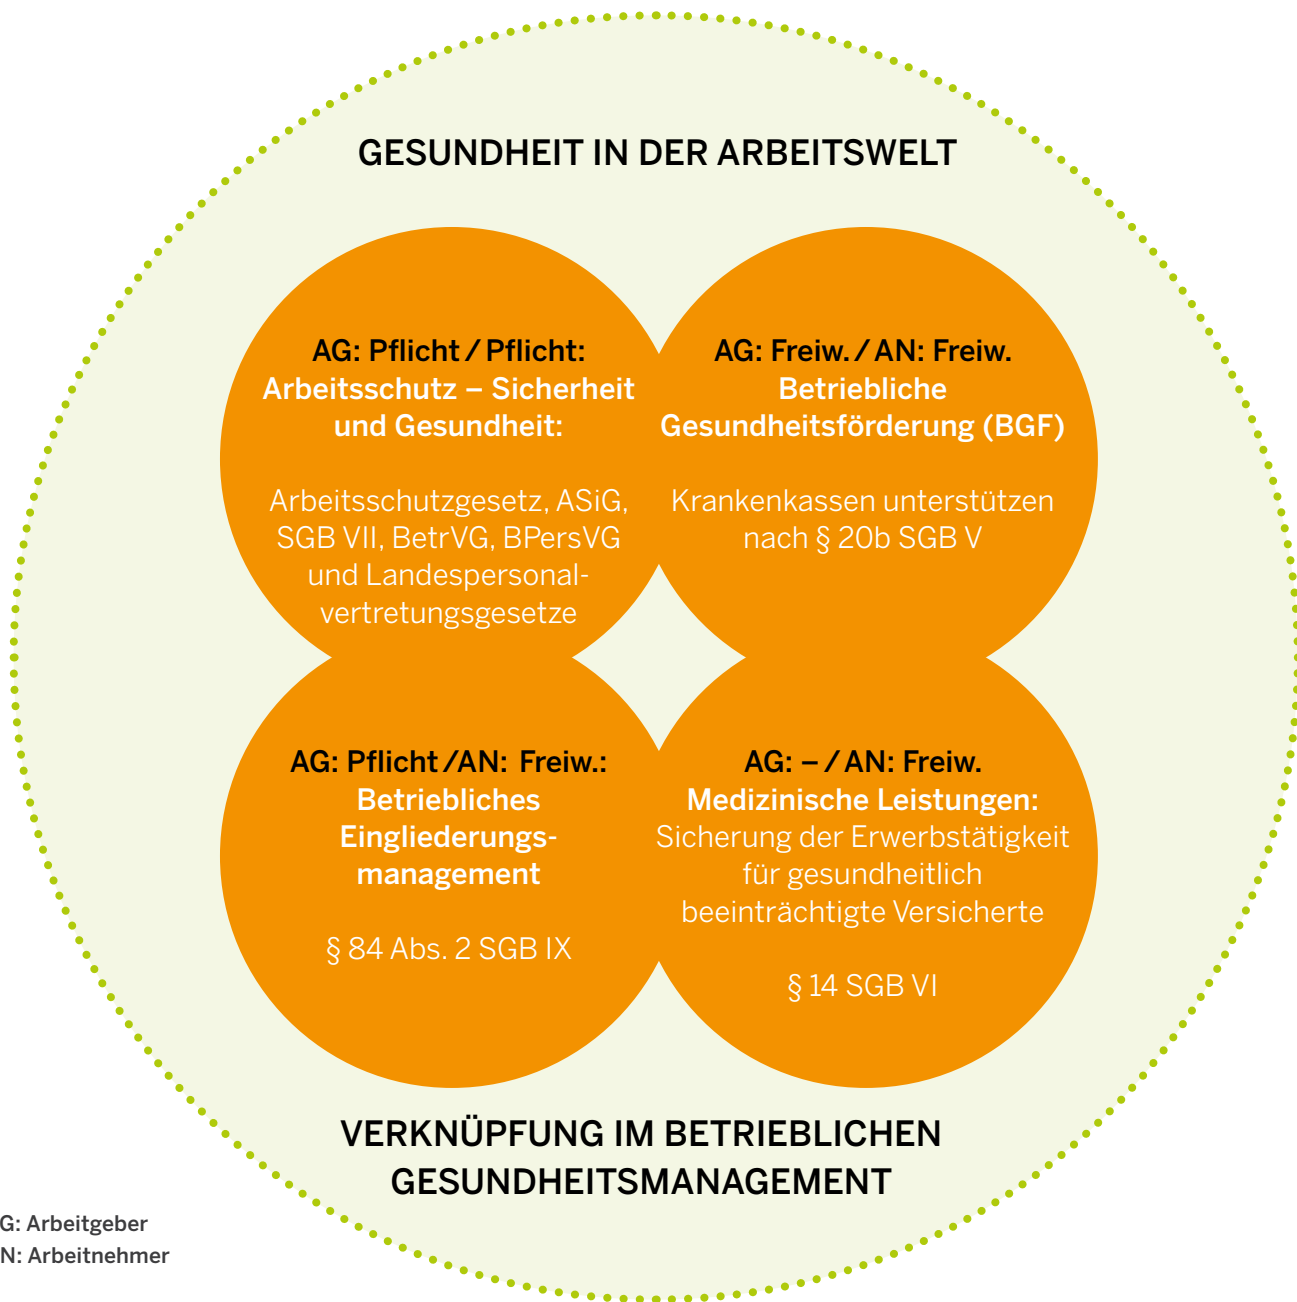 GESUNDHEIT IN DER ARBEITSWELT
AG: Pflicht / Pflicht:
Arbeitsschutz – Sicherheit
und Gesundheit:
Arbeitsschutzgesetz, ASiG,
SGB VII, BetrVG, BPersVG
und Landespersonal-
vertretungsgesetze
AG: Freiw. / AN: Freiw.
Betriebliche
Gesundheitsförderung (BGF)
Krankenkassen unterstützen
nach § 20b SGB V
AG: Pflicht / AN: Freiw.:
Betriebliches
Eingliederungs-
management
§ 84 Abs. 2 SGB IX
AG: – / AN: Freiw.
Medizinische Leistungen:
Sicherung der Erwerbstätigkeit
für gesundheitlich
beeinträchtigte Versicherte
§ 14 SGB VI
VERKNÜPFUNG IM BETRIEBLICHEN
GESUNDHEITSMANAGEMENT
G: Arbeitgeber
N: Arbeitnehmer